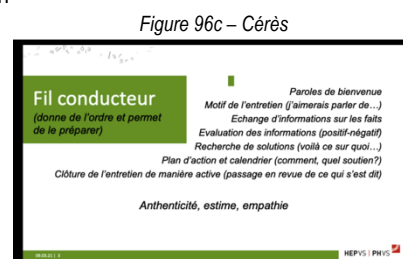 Figure 96c – Cérès
Fil conducteur
(donne de l'ordre et permet
de le préparer)
Paroles de bienvenue
Motif de l'entretien (j'aimerais parler de…)
Echange d'informations sur les faits
Evaluation des informations (positif-négatif)
Recherche de solutions (voilà ce sur quoi…)
Plan d'action et calendrier (comment, quel soutien?)
Clôture de l'entretien de manière active (passage en revue de ce qui s'est dit)
Authenticité, estime, empathie
HEPVS | PHVS